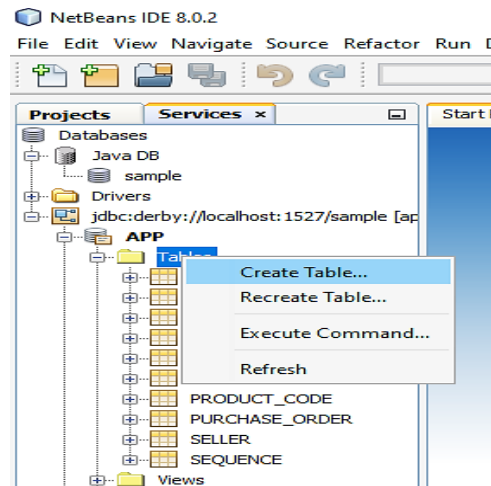 NetBeans IDE 8.0.2
File Edit View Navigate Source Refactor Run
Projects Services × Start
Databases
Java DB
sample
Drivers
jdbc:derby://localhost:1527/sample [ap
APP
Tables
Create Table...
Recreate Table...
Execute Command...
Refresh
PRODUCT_CODE
PURCHASE_ORDER
SELLER
SEQUENCE
Views